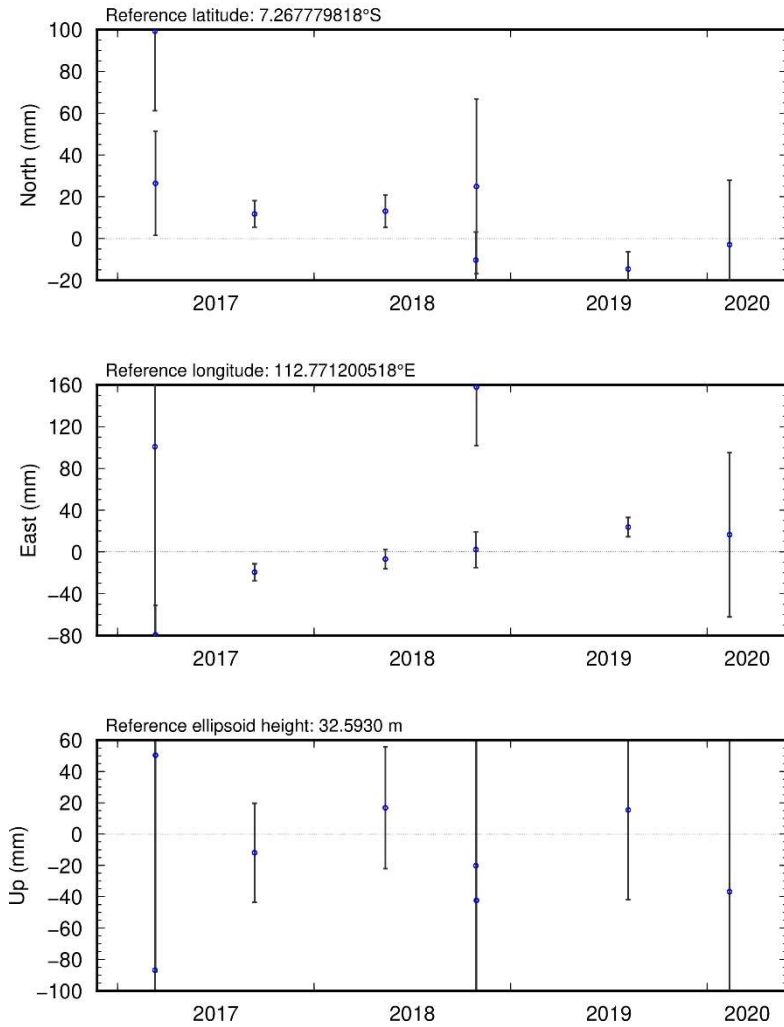 Reference latitude: 7.267779818°S
100
80
60
40
20
0
−20
North (mm)
2017 2018 2019 2020
Reference longitude: 112.771200518°E
160
120
80
40
0
−40
−80
East (mm)
2017 2018 2019 2020
Reference ellipsoid height: 32.5930 m
60
40
20
0
−20
−40
−60
−80
−100
Up (mm)
2017 2018 2019 2020